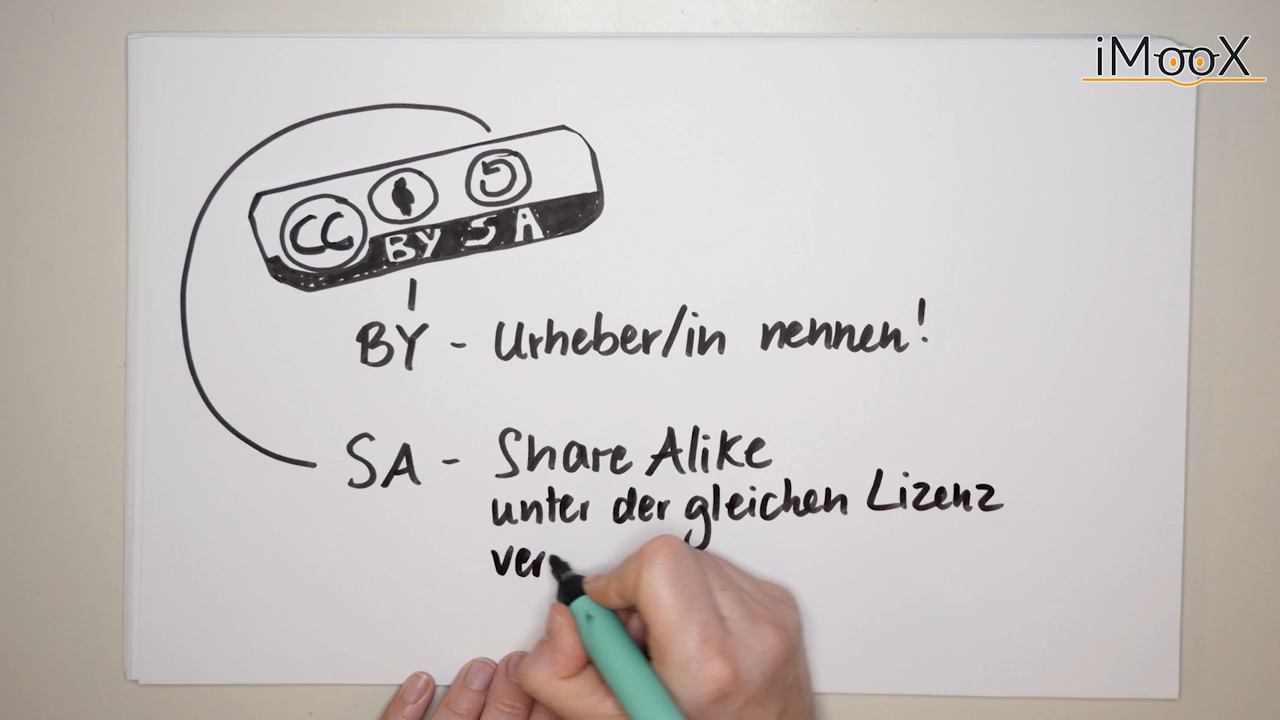 iMooX
CC BY SA
BY - Urheber/in nennen!
SA - Share Alike
unter der gleichen Lizenz
ver